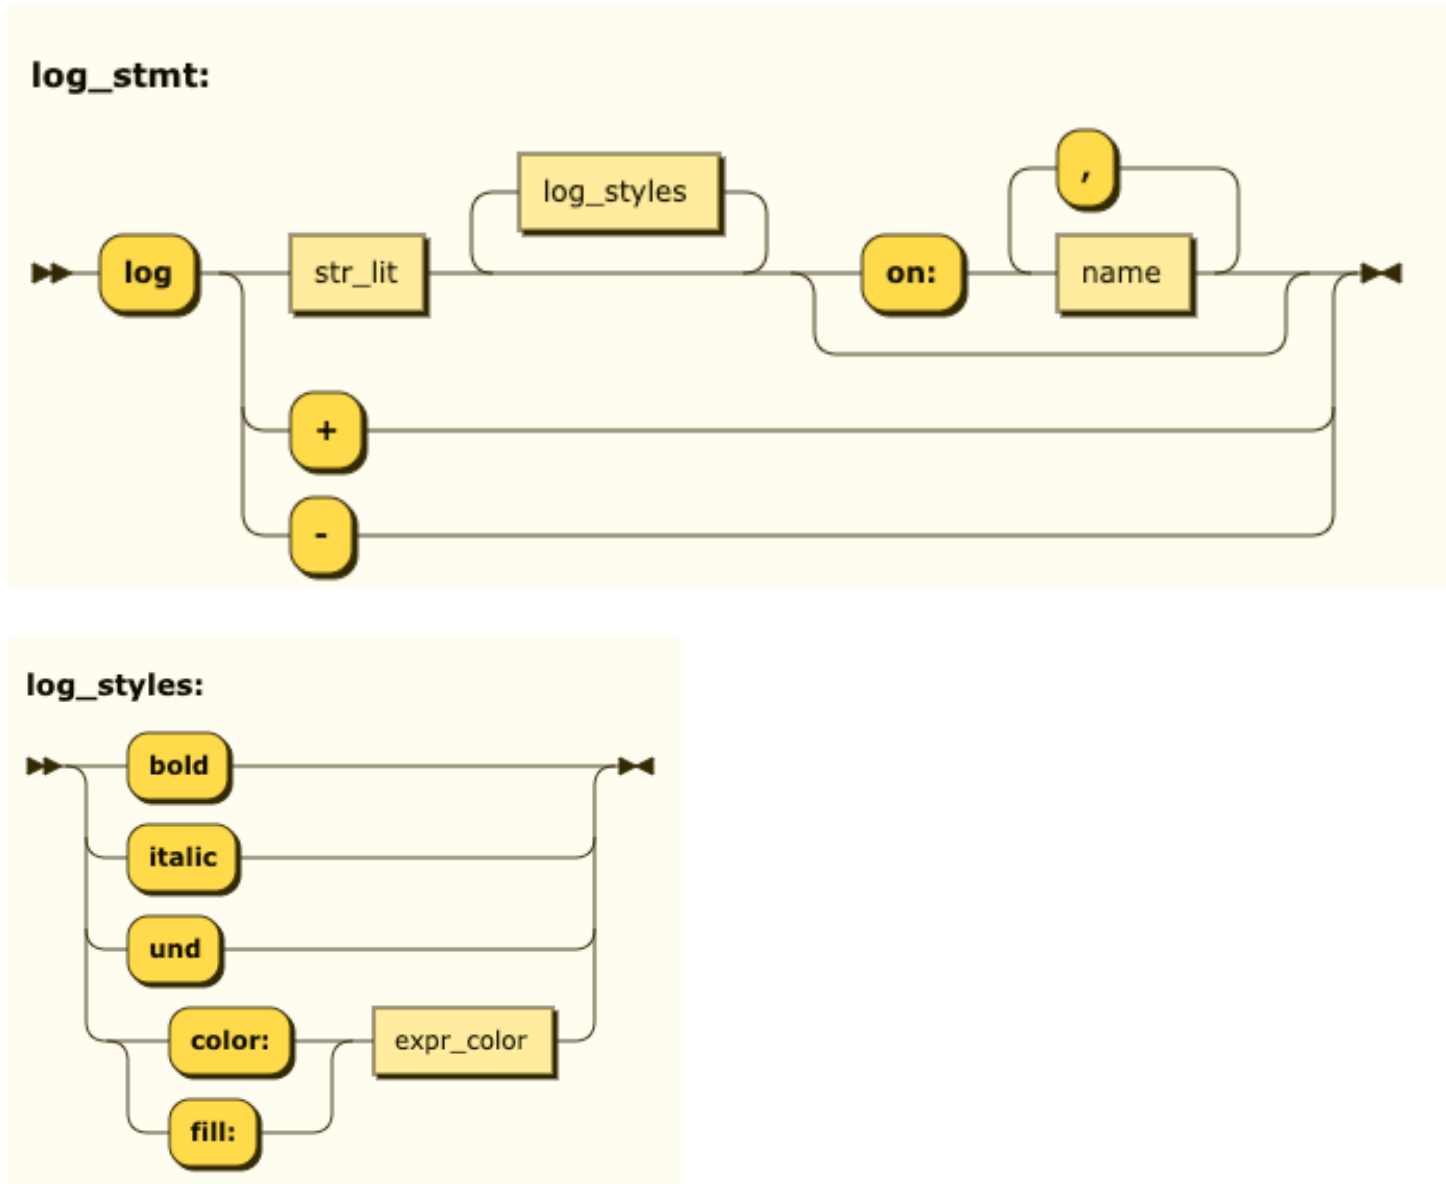 log_stmt:
,
log_styles
log str_lit on: name
+
-
log_styles:
bold
italic
und
color: expr_color
fill: